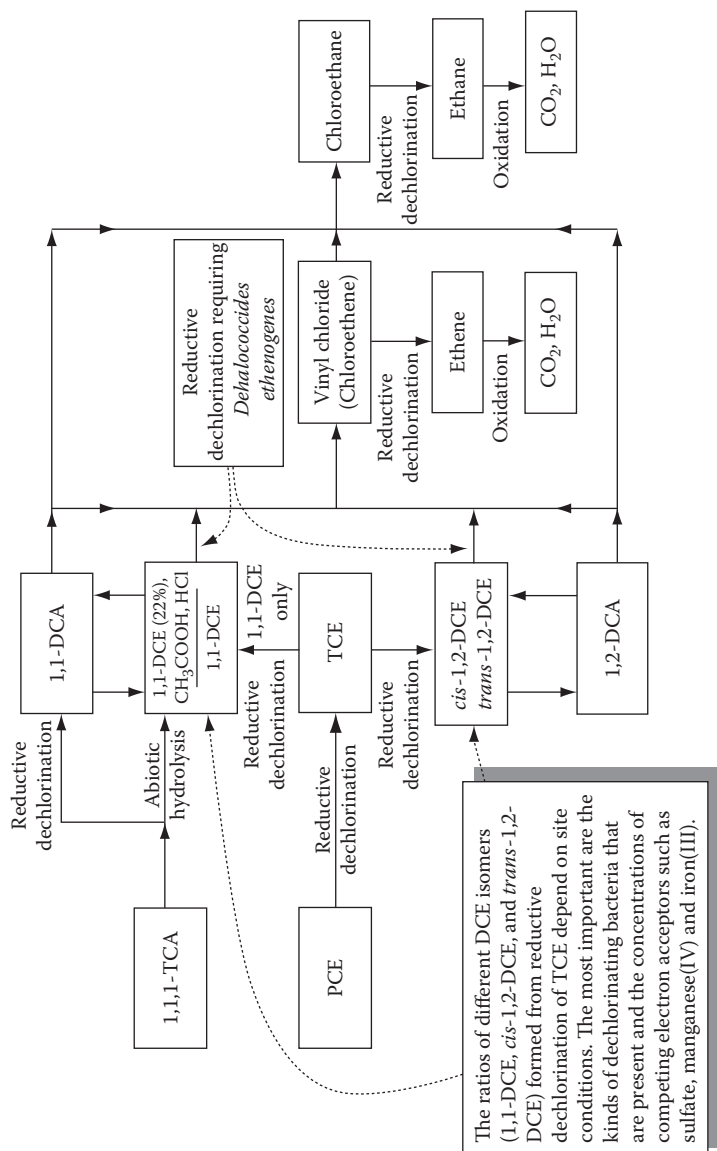 1,1,1-TCA
Reductive
dechlorination
Abiotic
hydrolysis
1,1-DCA
1,1-DCE (22%),
CH₃COOH, HCl
1,1-DCE
1,1-DCE
only
Reductive
dechlorination
PCE
Reductive
dechlorination
TCE
Reductive
dechlorination
cis-1,2-DCE
trans-1,2-DCE
1,2-DCA
Reductive
dechlorination requiring
Dehalococcides
ethenogenes
Vinyl chloride
(Chloroethene)
Reductive
dechlorination
Ethene
Oxidation
CO₂, H₂O
Chloroethane
Reductive
dechlorination
Ethane
Oxidation
CO₂, H₂O
The ratios of different DCE isomers
(1,1-DCE, cis-1,2-DCE, and trans-1,2-
DCE) formed from reductive
dechlorination of TCE depend on site
conditions. The most important are the
kinds of dechlorinating bacteria that
are present and the concentrations of
competing electron acceptors such as
sulfate, manganese(IV) and iron(III).